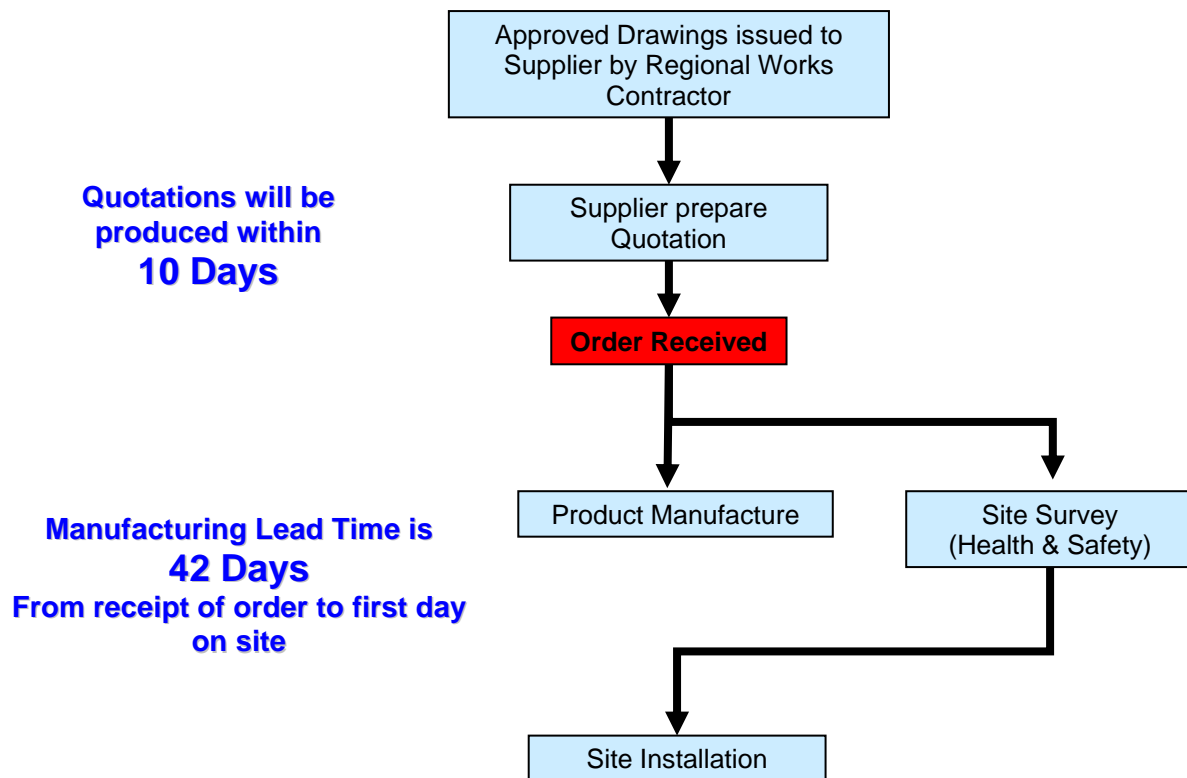 Approved Drawings issued to
Supplier by Regional Works
Contractor
Quotations will be
produced within
10 Days
Supplier prepare
Quotation
Order Received
Manufacturing Lead Time is
42 Days
From receipt of order to first day
on site
Product Manufacture
Site Survey
(Health & Safety)
Site Installation